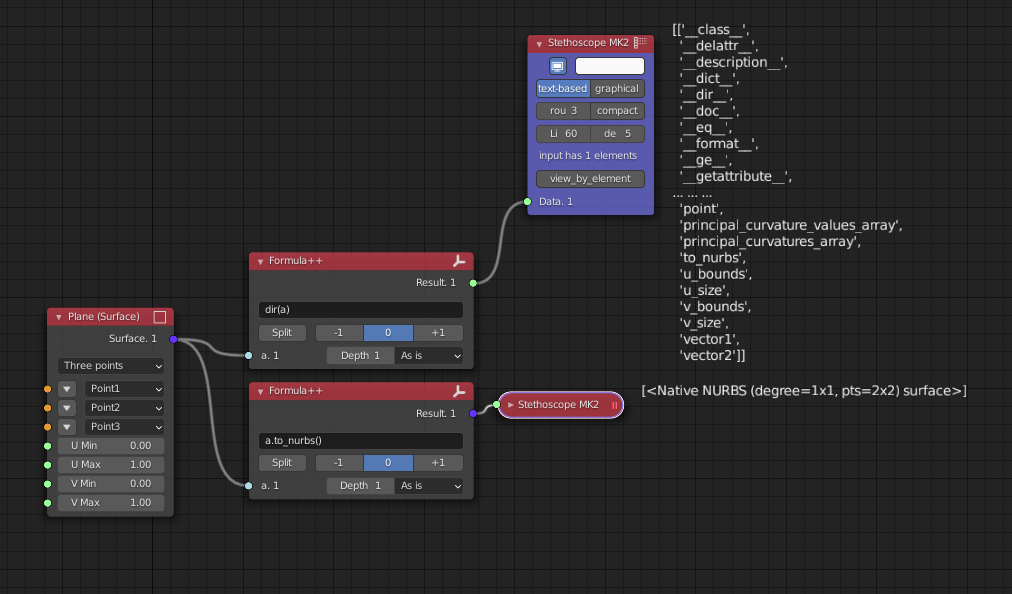 Plane (Surface)
Surface. 1
Three points
Point1
Point2
Point3
U Min 0.00
U Max 1.00
V Min 0.00
V Max 1.00
Formula++
Result. 1
dir(a)
Split -1 0 +1
a. 1 Depth 1 As is
Formula++
Result. 1
a.to_nurbs()
Split -1 0 +1
a. 1 Depth 1 As is
Stethoscope MK2
text-based graphical
rou 3 compact
Li 60 de 5
input has 1 elements
view_by_element
Data. 1
[['__class__',
'__delattr__',
'__description__',
'__dict__',
'__dir__',
'__doc__',
'__eq__',
'__format__',
'__ge__',
'__getattribute__',
... ... ...
'point',
'principal_curvature_values_array',
'principal_curvatures_array',
'to_nurbs',
'u_bounds',
'u_size',
'v_bounds',
'v_size',
'vector1',
'vector2']]
Stethoscope MK2
[<Native NURBS (degree=1x1, pts=2x2) surface>]